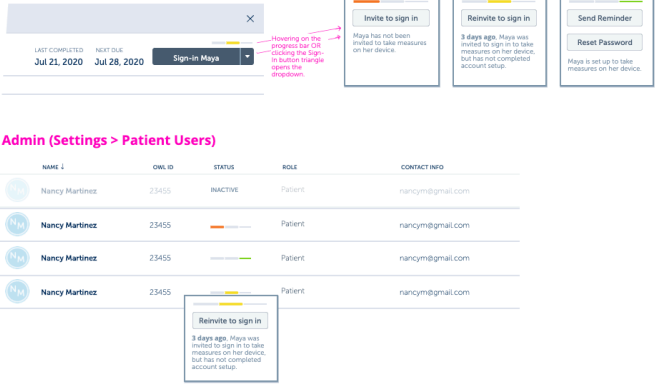 ×
LAST COMPLETED NEXT DUE
Jul 21, 2020 Jul 28, 2020 Sign-in Maya
Hovering on the
progress bar OR
clicking the Sign-
In button triangle
opens the
dropdown.
Invite to sign in
Maya has not been
invited to take measures
on her device.
Reinvite to sign in
3 days ago, Maya was
invited to sign in to take
measures on her device,
but has not completed
account setup.
Send Reminder
Reset Password
Maya is set up to take
measures on her device.
Admin (Settings > Patient Users)
NAME ↓ OWL ID STATUS ROLE CONTACT INFO
NM Nancy Martinez 23455 INACTIVE Patient nancym@gmail.com
NM Nancy Martinez 23455 Patient nancym@gmail.com
NM Nancy Martinez 23455 Patient nancym@gmail.com
NM Nancy Martinez 23455 Patient nancym@gmail.com
Reinvite to sign in
3 days ago, Maya was
invited to sign in to take
measures on her device,
but has not completed
account setup.